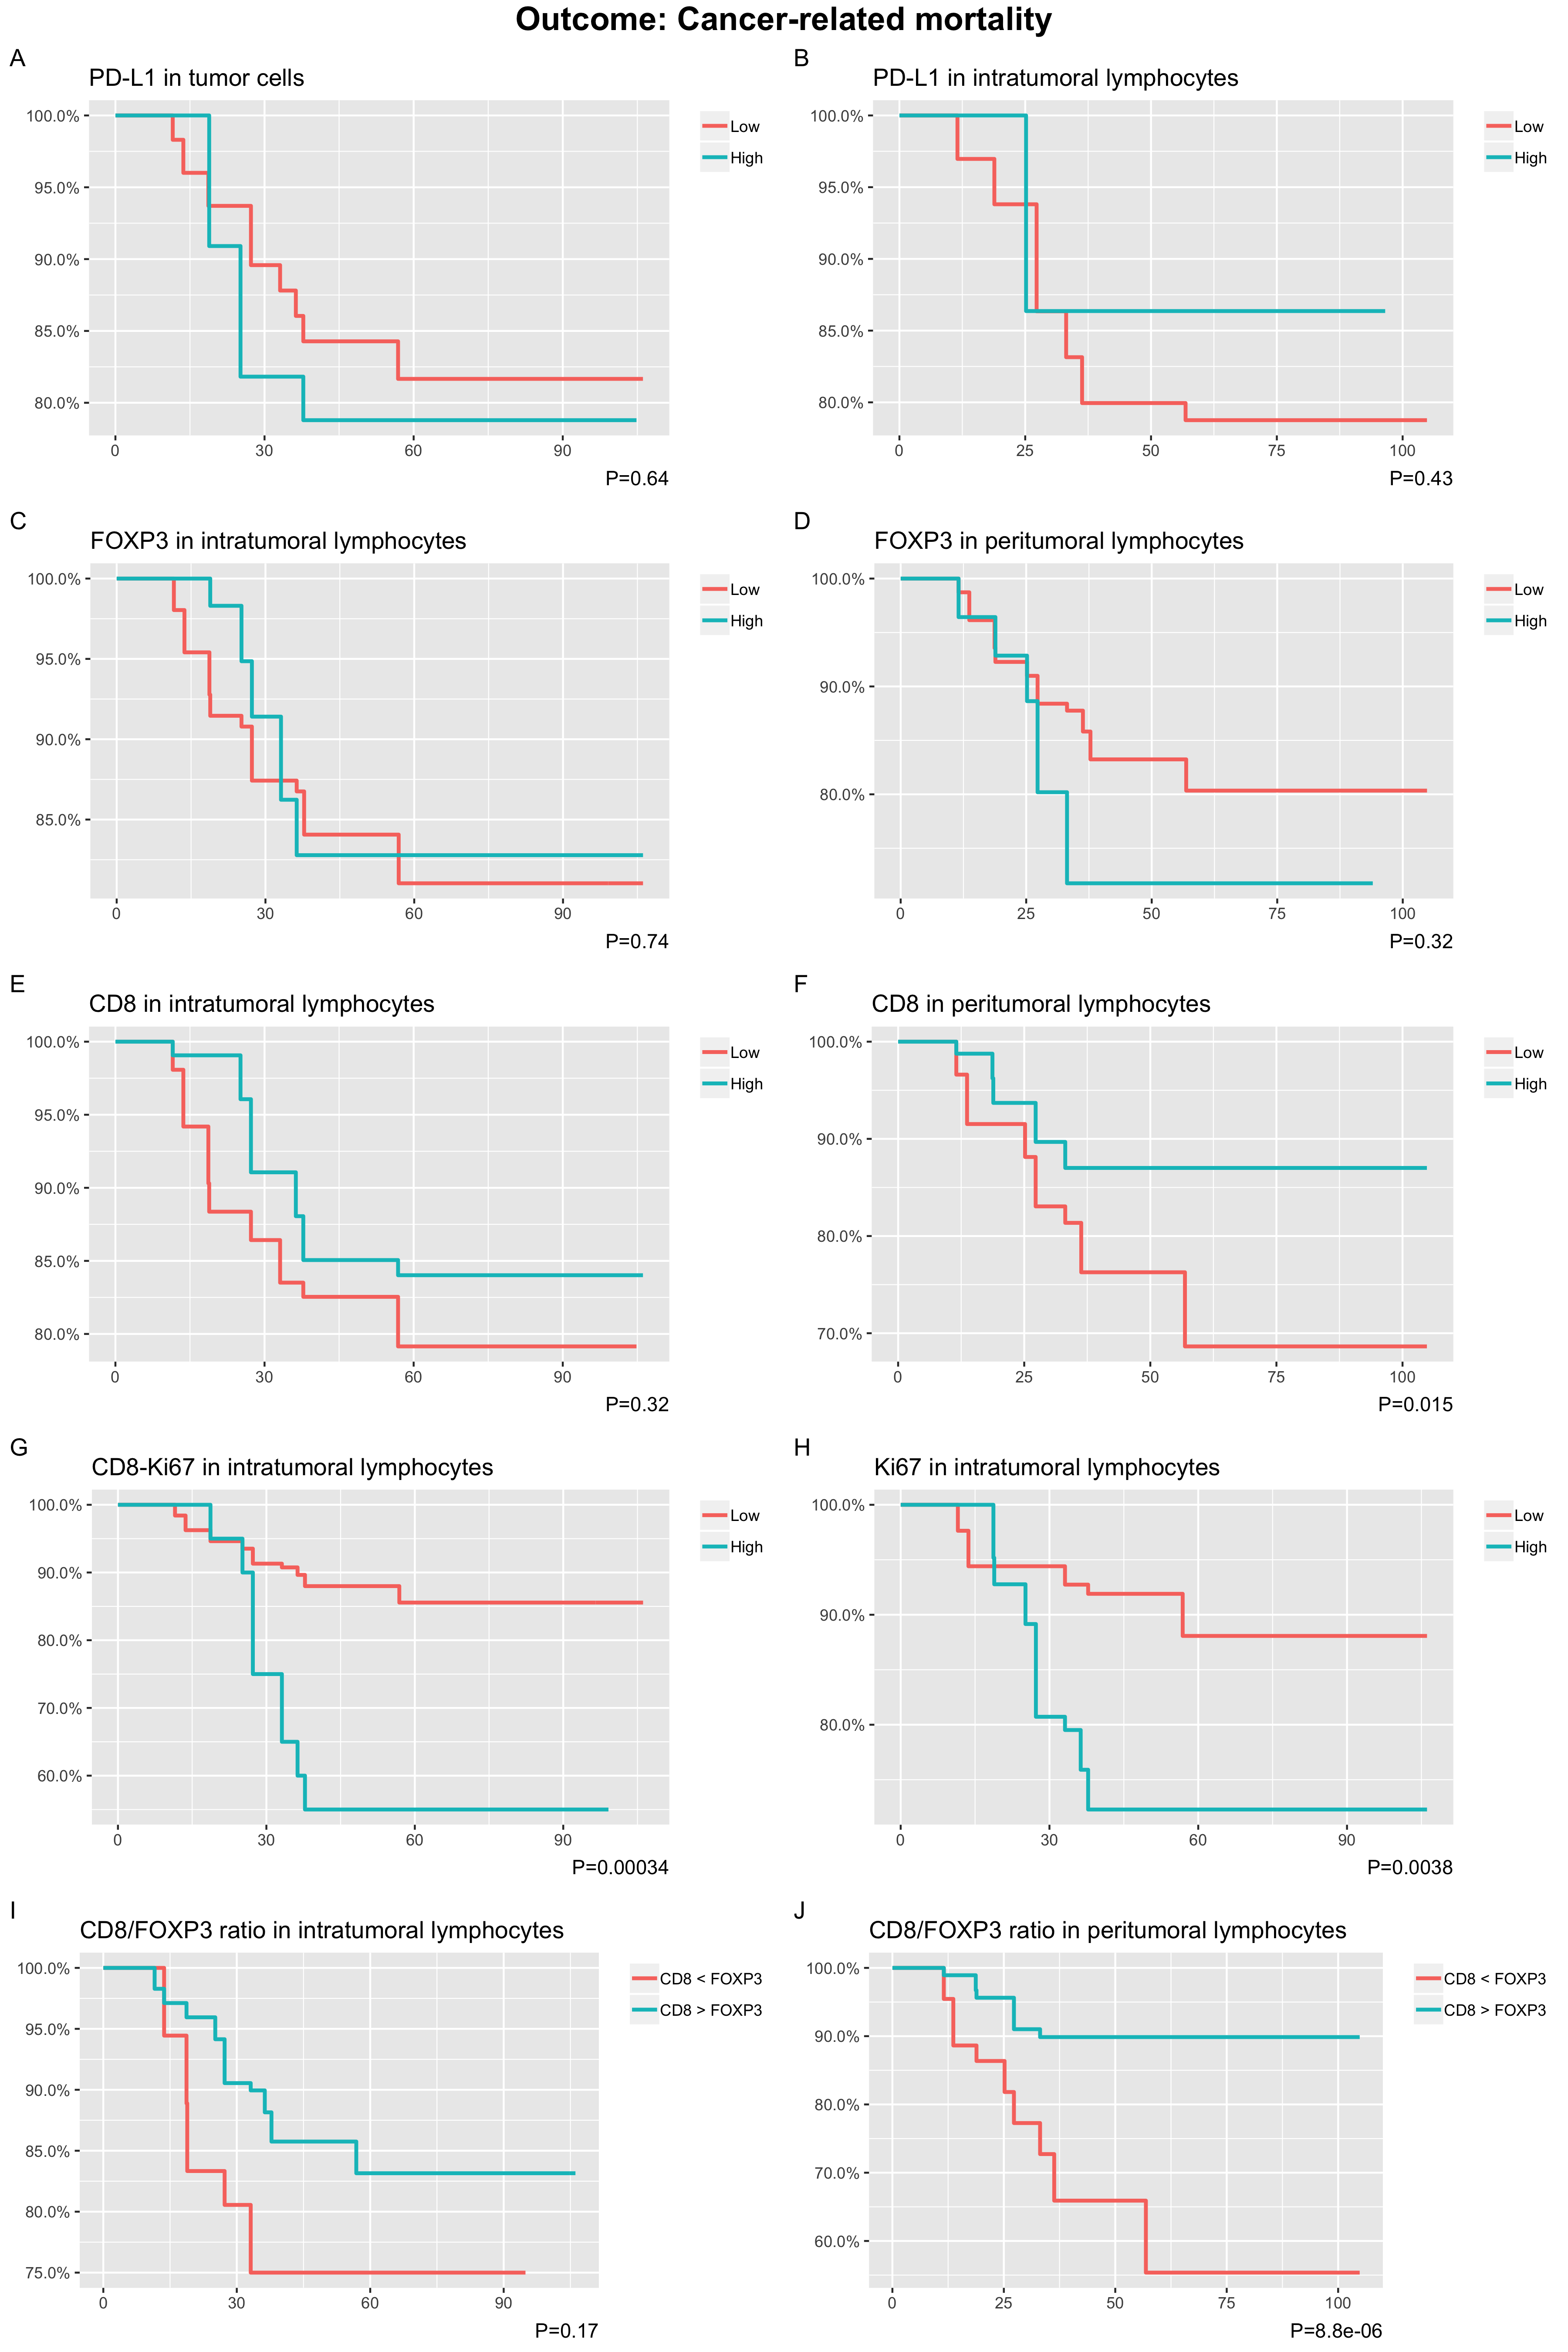 Outcome: Cancer-related mortality
A
PD-L1 in tumor cells
100.0%
95.0%
90.0%
85.0%
80.0%
0 30 60 90
Low
High
P=0.64
B
PD-L1 in intratumoral lymphocytes
100.0%
95.0%
90.0%
85.0%
80.0%
0 25 50 75 100
Low
High
P=0.43
C
FOXP3 in intratumoral lymphocytes
100.0%
95.0%
90.0%
85.0%
0 30 60 90
Low
High
P=0.74
D
FOXP3 in peritumoral lymphocytes
100.0%
90.0%
80.0%
0 25 50 75 100
Low
High
P=0.32
E
CD8 in intratumoral lymphocytes
100.0%
95.0%
90.0%
85.0%
80.0%
0 30 60 90
Low
High
P=0.32
F
CD8 in peritumoral lymphocytes
100.0%
90.0%
80.0%
70.0%
0 25 50 75 100
Low
High
P=0.015
G
CD8-Ki67 in intratumoral lymphocytes
100.0%
90.0%
80.0%
70.0%
60.0%
0 30 60 90
Low
High
P=0.00034
H
Ki67 in intratumoral lymphocytes
100.0%
90.0%
80.0%
0 30 60 90
Low
High
P=0.0038
I
CD8/FOXP3 ratio in intratumoral lymphocytes
100.0%
95.0%
90.0%
85.0%
80.0%
75.0%
0 30 60 90
CD8 < FOXP3
CD8 > FOXP3
P=0.17
J
CD8/FOXP3 ratio in peritumoral lymphocytes
100.0%
90.0%
80.0%
70.0%
60.0%
0 25 50 75 100
CD8 < FOXP3
CD8 > FOXP3
P=8.8e-06